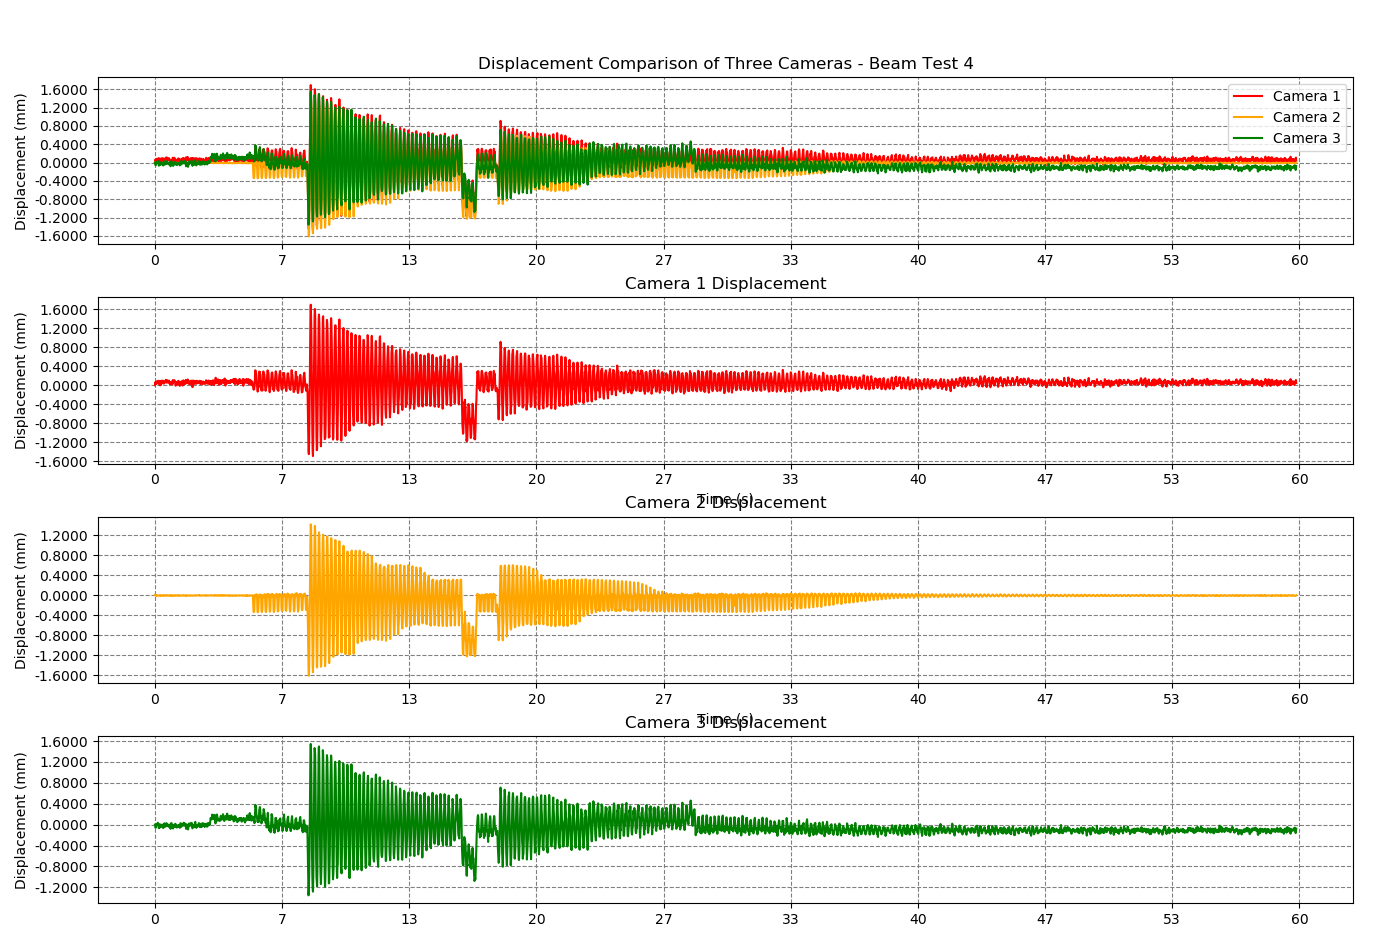 Displacement Comparison of Three Cameras - Beam Test 4
Displacement (mm)
1.6000
1.2000
0.8000
0.4000
0.0000
-0.4000
-0.8000
-1.2000
-1.6000
Camera 1
Camera 2
Camera 3
0 7 13 20 27 33 40 47 53 60
Camera 1 Displacement
Displacement (mm)
1.6000
1.2000
0.8000
0.4000
0.0000
-0.4000
-0.8000
-1.2000
-1.6000
0 7 13 20 27 33 40 47 53 60
Time (s)
Camera 2 Displacement
Displacement (mm)
1.2000
0.8000
0.4000
0.0000
-0.4000
-0.8000
-1.2000
-1.6000
0 7 13 20 27 33 40 47 53 60
Time (s)
Camera 3 Displacement
Displacement (mm)
1.6000
1.2000
0.8000
0.4000
0.0000
-0.4000
-0.8000
-1.2000
0 7 13 20 27 33 40 47 53 60